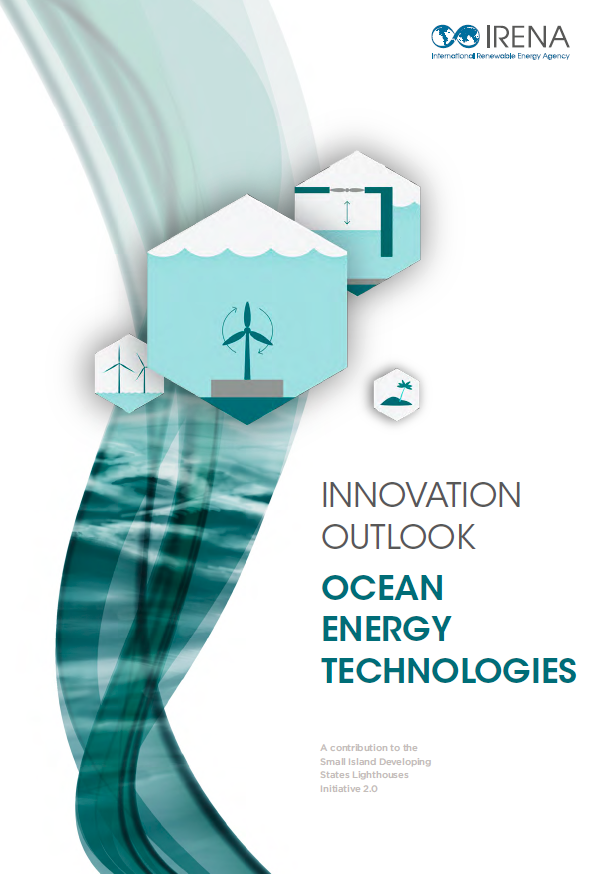 IRENA
International Renewable Energy Agency
INNOVATION
OUTLOOK
OCEAN
ENERGY
TECHNOLOGIES
A contribution to the
Small Island Developing
States Lighthouses
Initiative 2.0